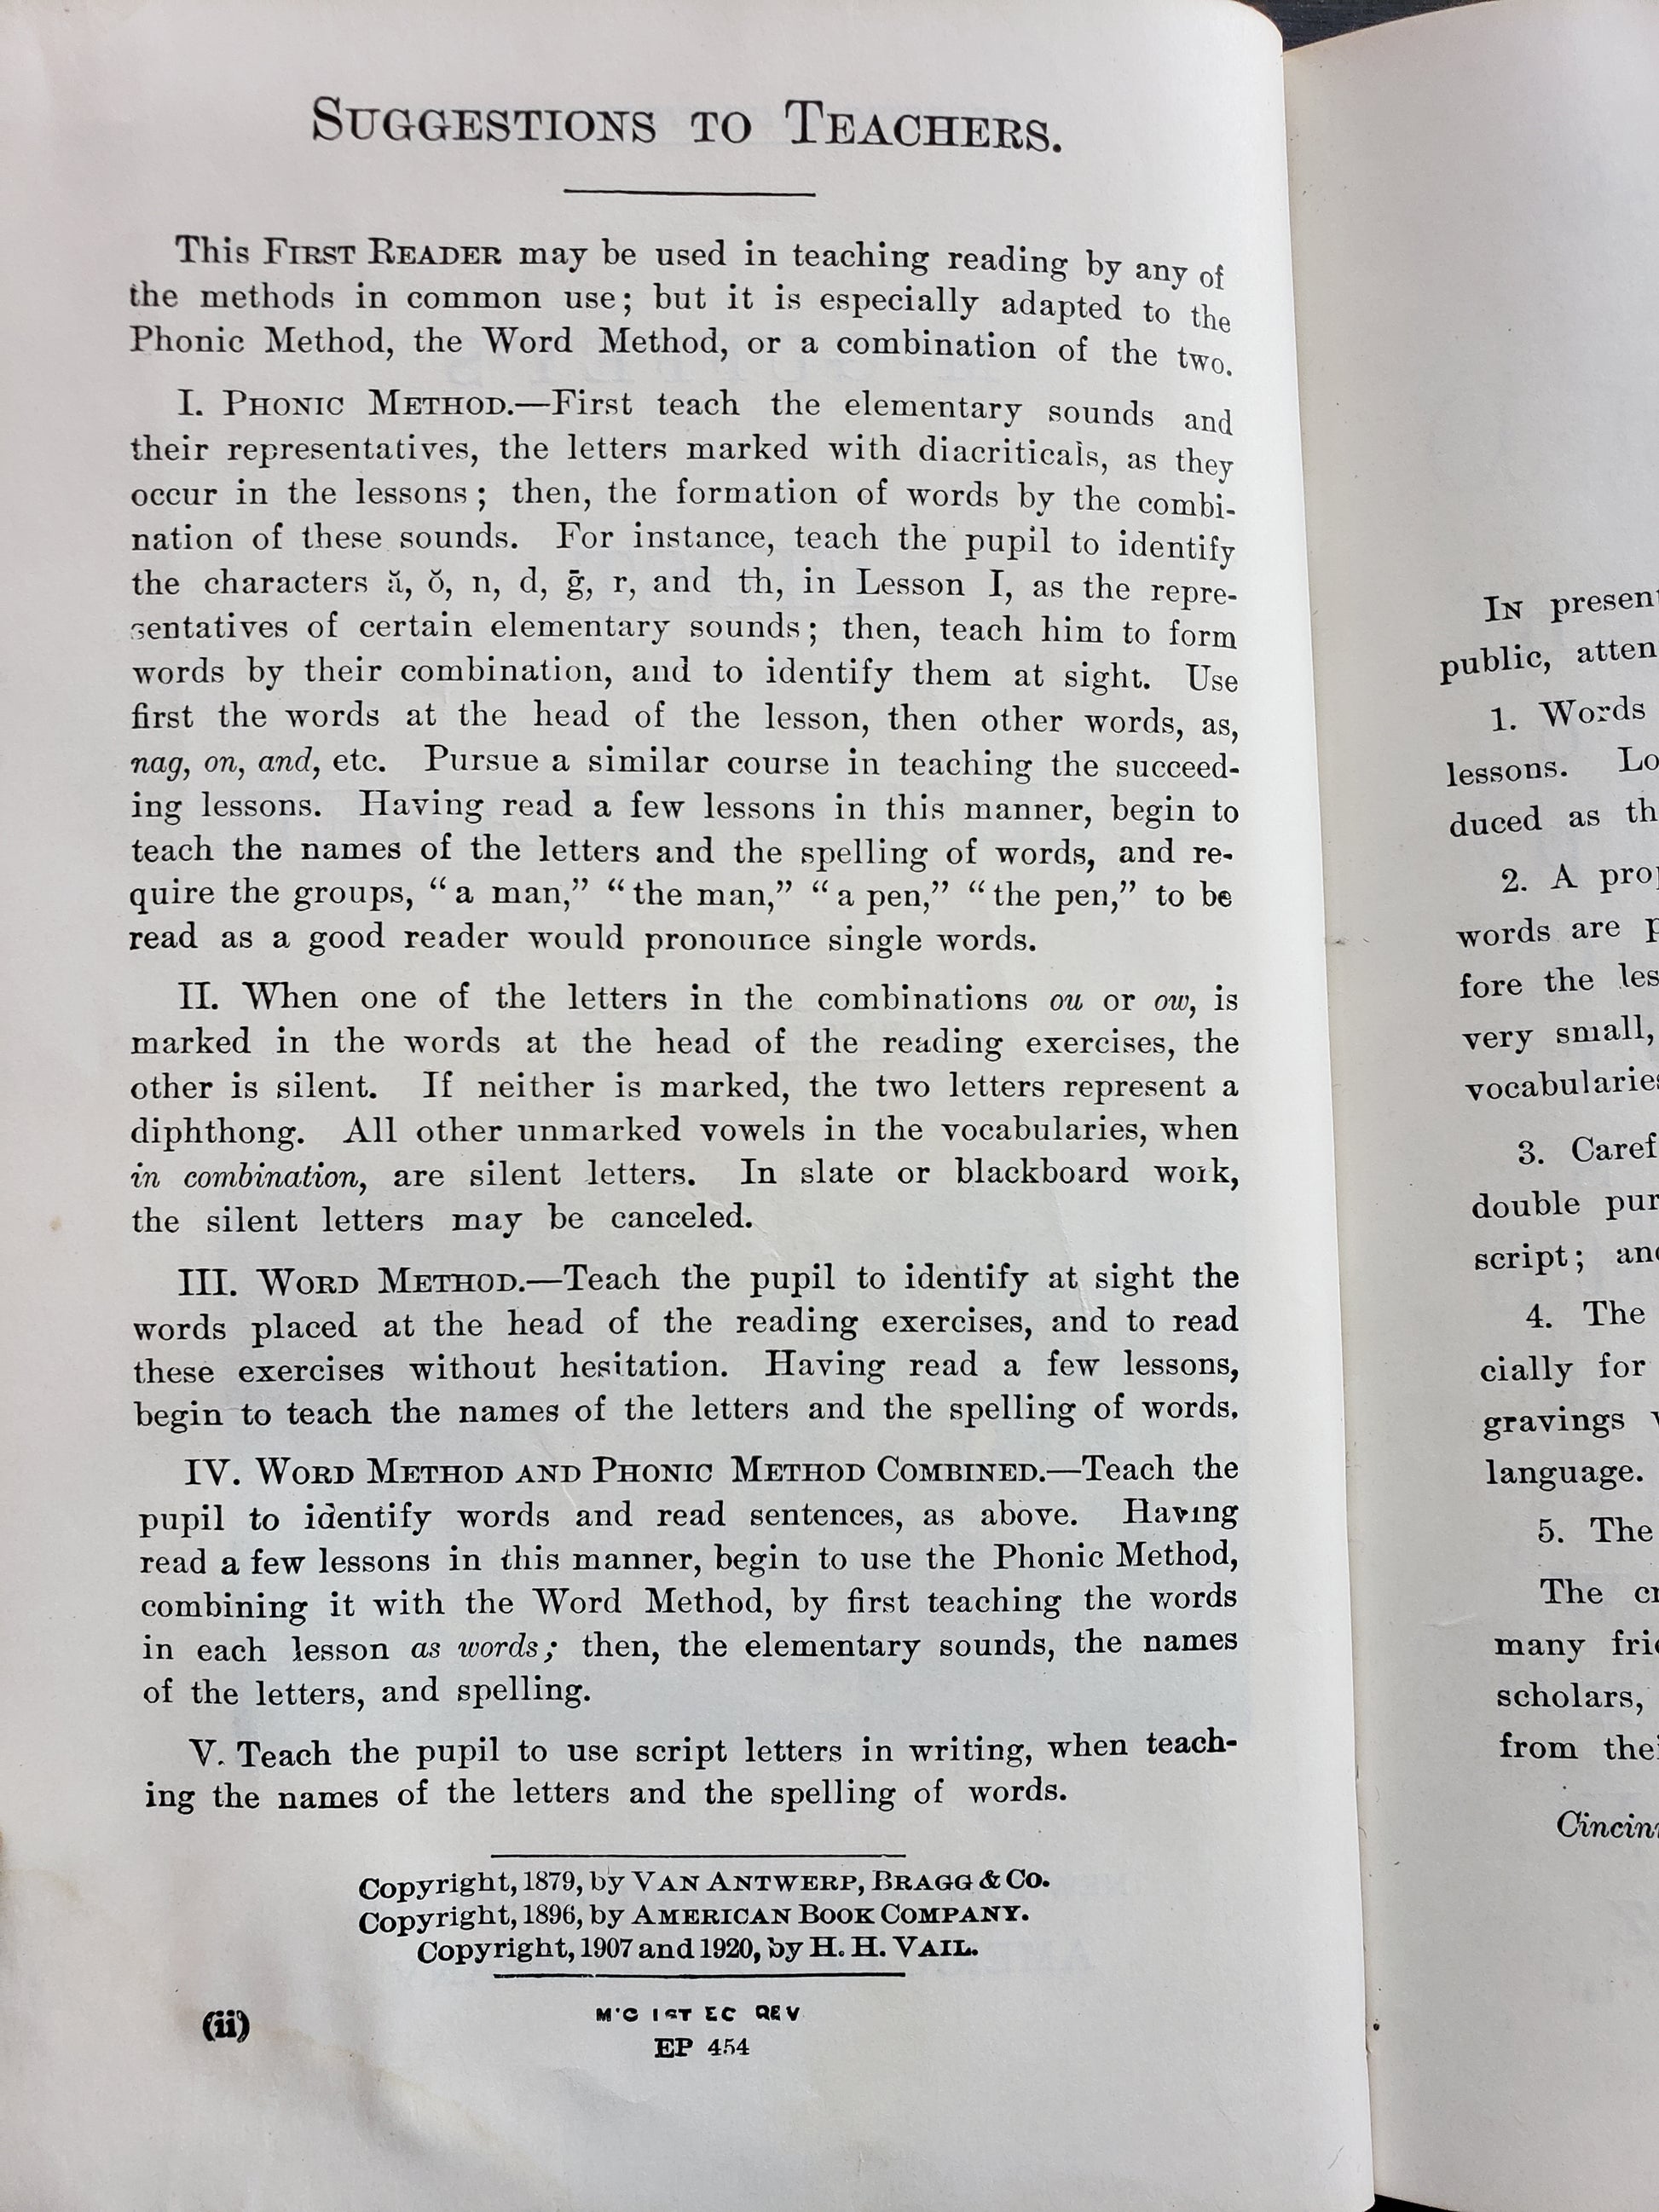 SUGGESTIONS TO TEACHERS.
This FIRST READER may be used in teaching reading by any of
the methods in common use; but it is especially adapted to the
Phonic Method, the Word Method, or a combination of the two.
I. PHONIC METHOD.—First teach the elementary sounds and
their representatives, the letters marked with diacriticals, as they
occur in the lessons; then, the formation of words by the combi-
nation of these sounds. For instance, teach the pupil to identify
the characters ă, ŏ, n, d, ḡ, r, and th, in Lesson I, as the repre-
sentatives of certain elementary sounds; then, teach him to form
words by their combination, and to identify them at sight. Use
first the words at the head of the lesson, then other words, as,
nag, on, and, etc. Pursue a similar course in teaching the succeed-
ing lessons. Having read a few lessons in this manner, begin to
teach the names of the letters and the spelling of words, and re-
quire the groups, “a man,” “the man,” “a pen,” “the pen,” to be
read as a good reader would pronounce single words.
II. When one of the letters in the combinations ou or ow, is
marked in the words at the head of the reading exercises, the
other is silent. If neither is marked, the two letters represent a
diphthong. All other unmarked vowels in the vocabularies, when
in combination, are silent letters. In slate or blackboard work,
the silent letters may be canceled.
III. WORD METHOD.—Teach the pupil to identify at sight the
words placed at the head of the reading exercises, and to read
these exercises without hesitation. Having read a few lessons,
begin to teach the names of the letters and the spelling of words.
IV. WORD METHOD AND PHONIC METHOD COMBINED.—Teach the
pupil to identify words and read sentences, as above. Having
read a few lessons in this manner, begin to use the Phonic Method,
combining it with the Word Method, by first teaching the words
in each lesson as words; then, the elementary sounds, the names
of the letters, and spelling.
V. Teach the pupil to use script letters in writing, when teach-
ing the names of the letters and the spelling of words.
Copyright, 1879, by VAN ANTWERP, BRAGG & Co.
Copyright, 1896, by AMERICAN BOOK COMPANY.
Copyright, 1907 and 1920, by H. H. VAIL.
M'G 1ST EC REV
(ii)
EP 454
IN present
public, atten
1. Words
lessons. Lo
duced as th
2. A prop
words are p
fore the les
very small,
vocabularies
3. Caref
double pur
script; and
4. The
cially for
gravings
language.
5. The
The cr
many frie
scholars,
from thei
Cincinn